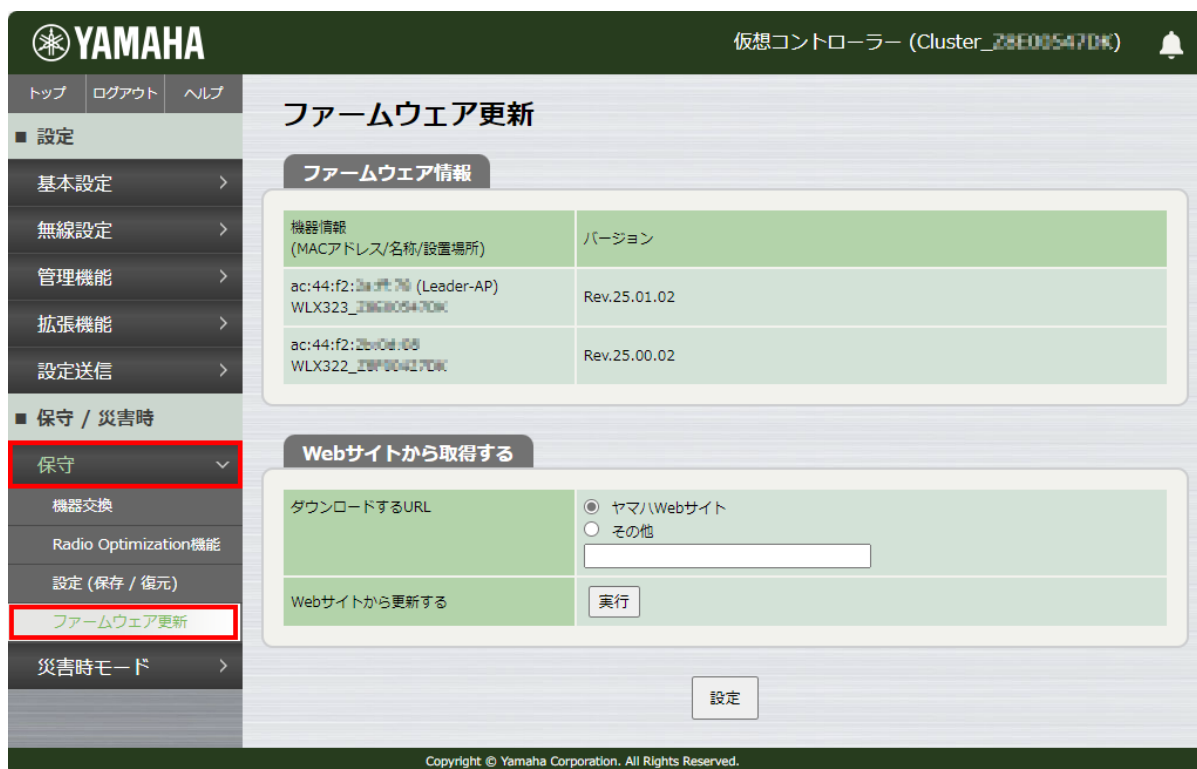 YAMAHA
仮想コントローラー (Cluster_
トップ ログアウト ヘルプ
■ 設定
基本設定
無線設定
管理機能
拡張機能
設定送信
■ 保守 / 災害時
保守
機器交換
Radio Optimization機能
設定 (保存 / 復元)
ファームウェア更新
災害時モード
ファームウェア更新
ファームウェア情報
機器情報
(MACアドレス/名称/設置場所)
バージョン
ac:44:f2: (Leader-AP)
WLX323_
Rev.25.01.02
ac:44:f2:
WLX322_
Rev.25.00.02
Webサイトから取得する
ダウンロードするURL
ヤマハWebサイト
その他
Webサイトから更新する
実行
設定
Copyright © Yamaha Corporation. All Rights Reserved.